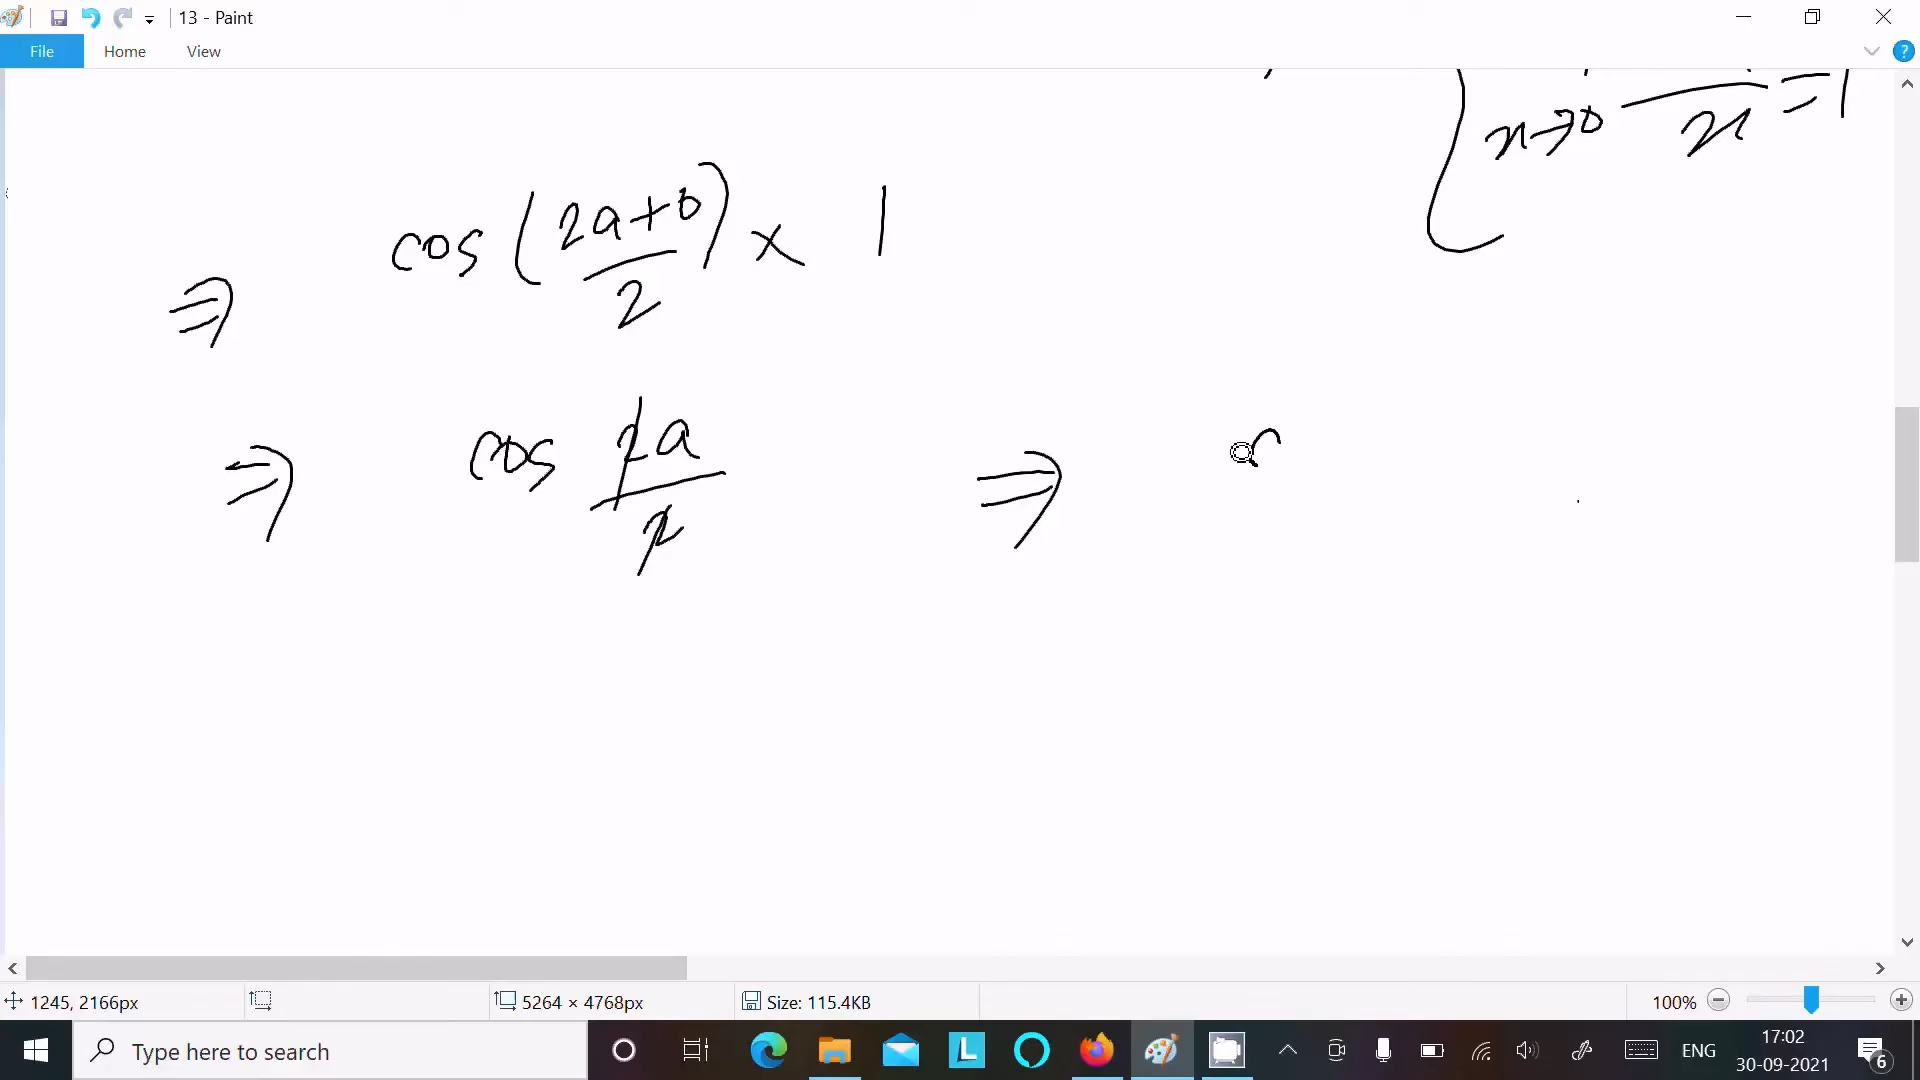 13 - Paint
File Home View
x→0 x = 1
cos (2a+0/2) × 1
⇒
⇒ cos 2a/2 ⇒
1245, 2166px 5264 × 4768px Size: 115.4KB 100%
Type here to search ENG 17:02
30-09-2021 6